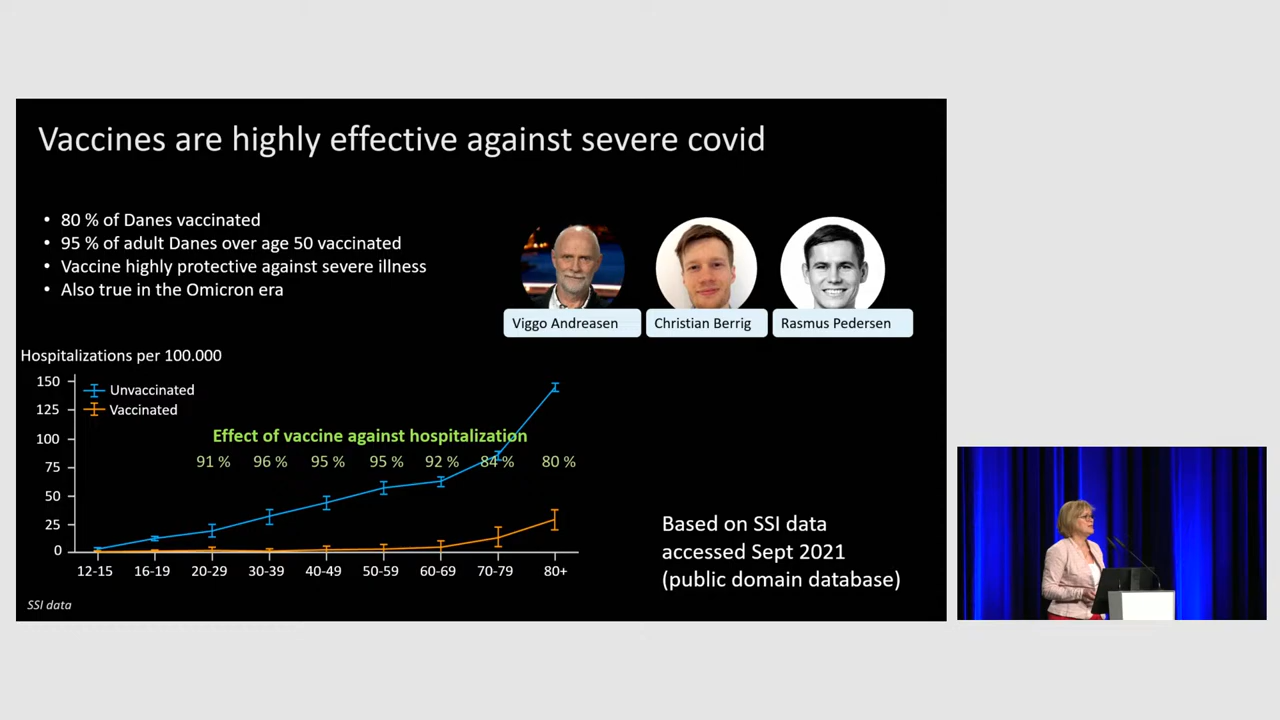 Vaccines are highly effective against severe covid
• 80 % of Danes vaccinated
• 95 % of adult Danes over age 50 vaccinated
• Vaccine highly protective against severe illness
• Also true in the Omicron era
Viggo Andreasen
Christian Berrig
Rasmus Pedersen
Hospitalizations per 100.000
150
125
100
75
50
25
0
Unvaccinated
Vaccinated
Effect of vaccine against hospitalization
91 % 96 % 95 % 95 % 92 % 84 % 80 %
12-15 16-19 20-29 30-39 40-49 50-59 60-69 70-79 80+
Based on SSI data
accessed Sept 2021
(public domain database)
SSI data